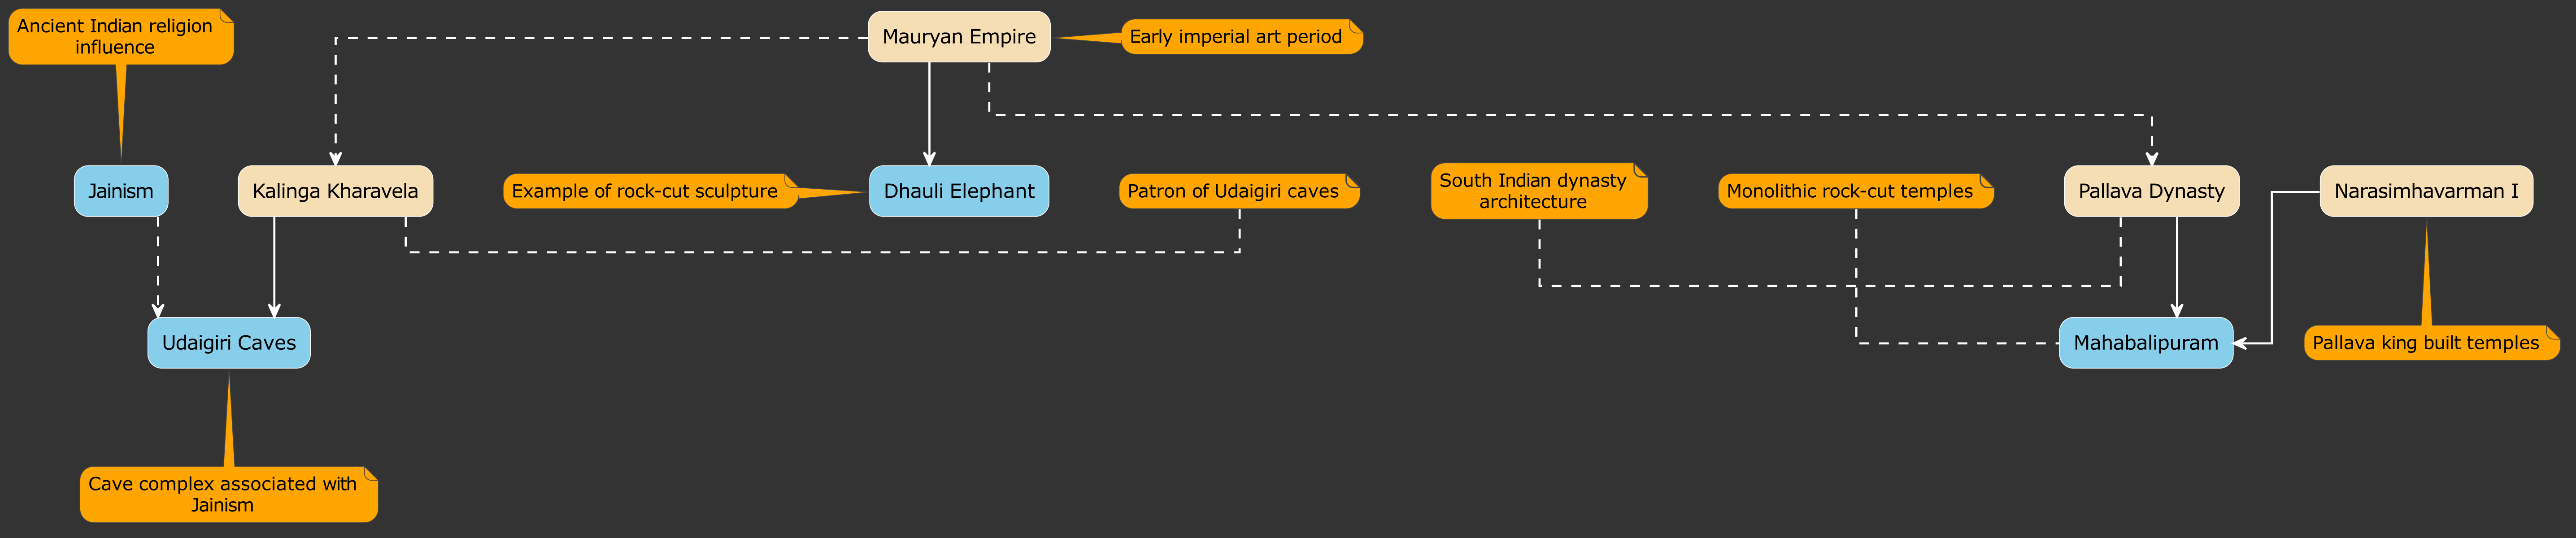 Ancient Indian religion
influence
Mauryan Empire
Early imperial art period
Jainism
Kalinga Kharavela
Example of rock-cut sculpture
Dhauli Elephant
Patron of Udaigiri caves
South Indian dynasty
architecture
Monolithic rock-cut temples
Pallava Dynasty
Narasimhavarman I
Udaigiri Caves
Mahabalipuram
Pallava king built temples
Cave complex associated with
Jainism